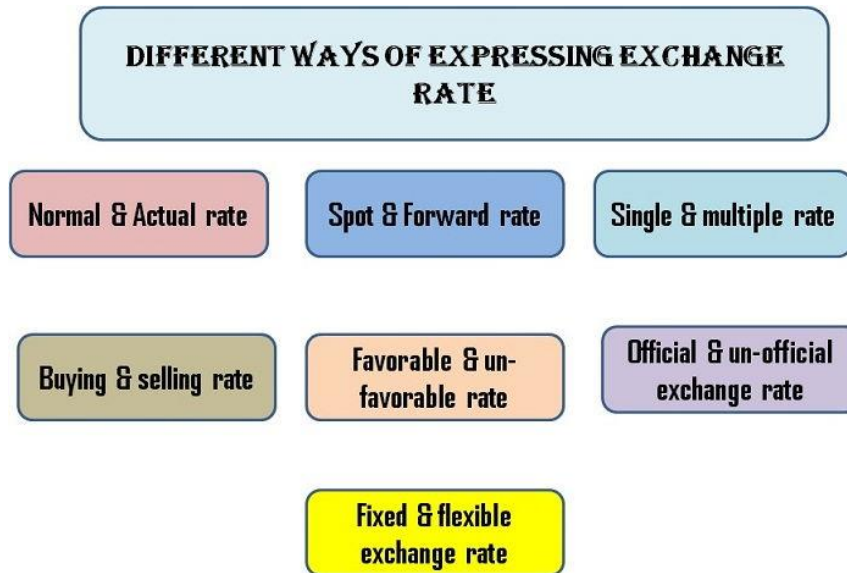 DIFFERENT WAYS OF EXPRESSING EXCHANGE
RATE
Normal & Actual rate
Spot & Forward rate
Single & multiple rate
Buying & selling rate
Favorable & un-
favorable rate
Official & un-official
exchange rate
Fixed & flexible
exchange rate